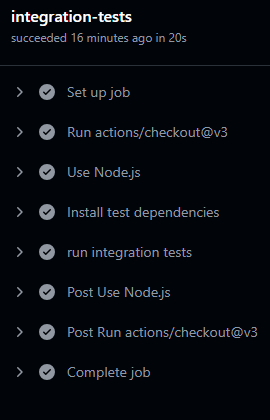 integration-tests
succeeded 16 minutes ago in 20s
Set up job
Run actions/checkout@v3
Use Node.js
Install test dependencies
run integration tests
Post Use Node.js
Post Run actions/checkout@v3
Complete job